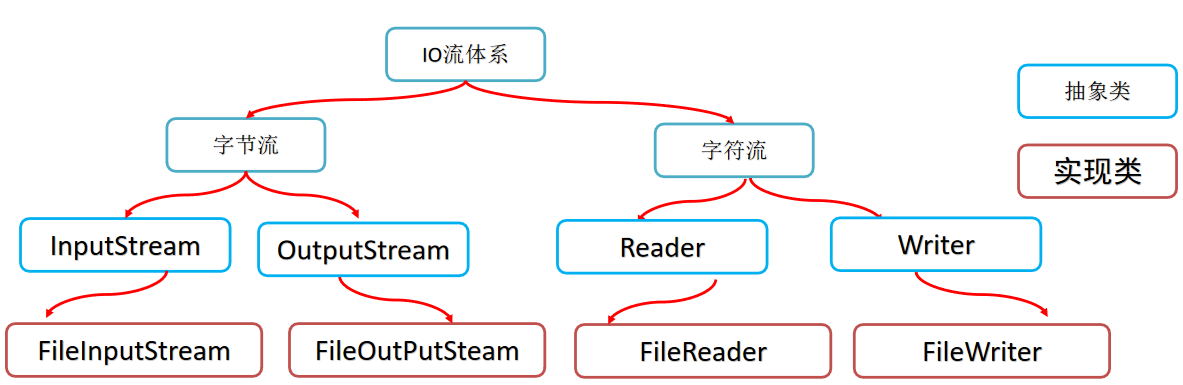 IO流体系
抽象类
字节流
字符流
实现类
InputStream
OutputStream
Reader
Writer
FileInputStream
FileOutPutSteam
FileReader
FileWriter